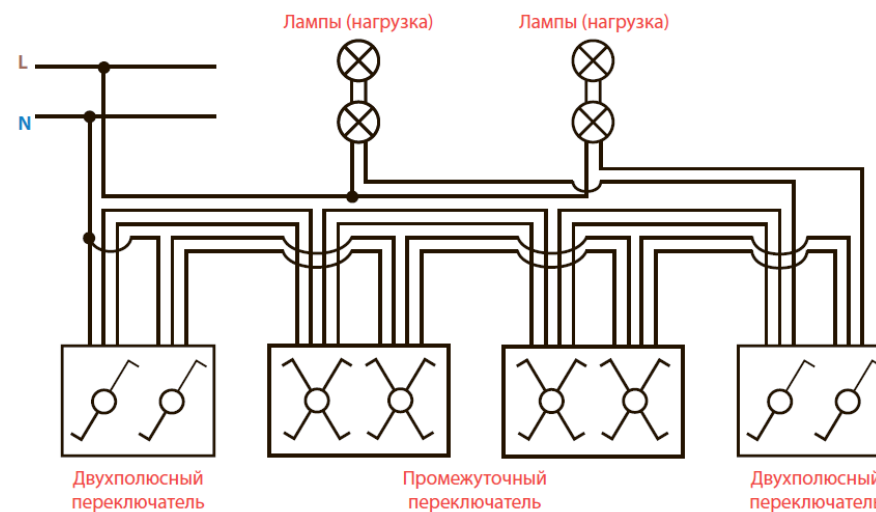 Лампы (нагрузка)
Лампы (нагрузка)
L
N
Двухполюсный
переключатель
Промежуточный
переключатель
Двухполюсный
переключатель